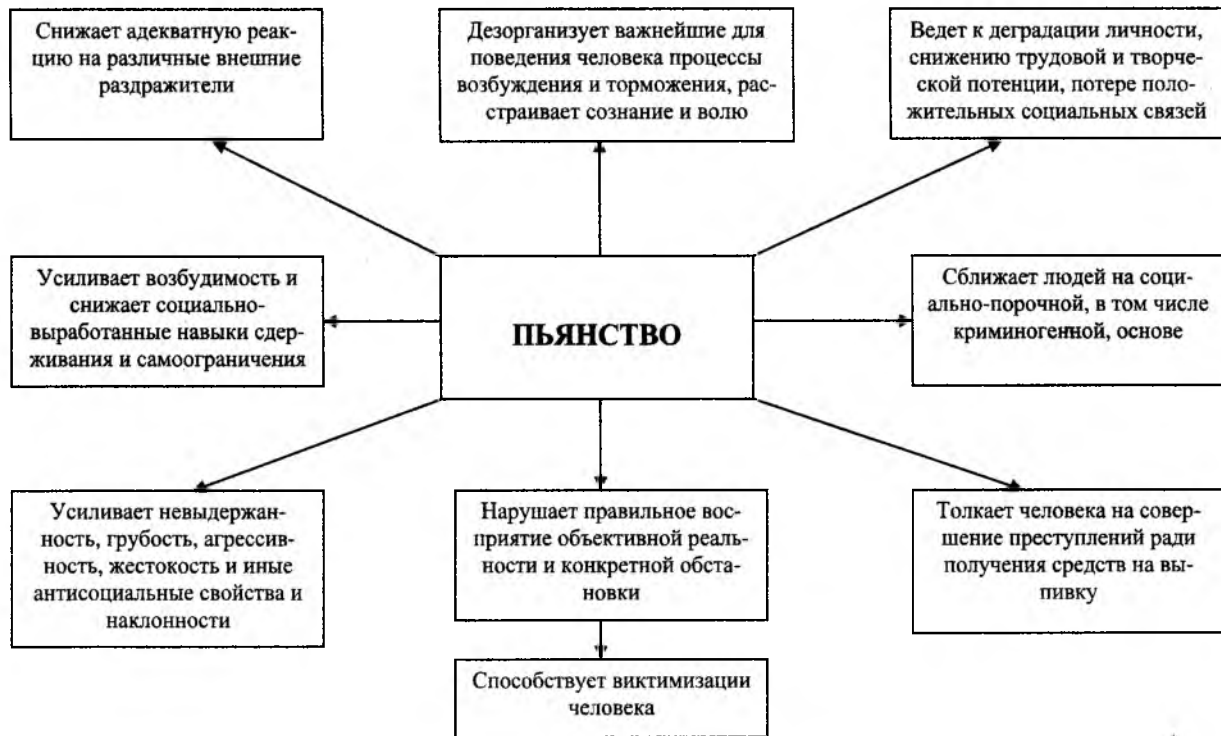 Снижает адекватную реак-
цию на различные внешние
раздражители
Дезорганизует важнейшие для
поведения человека процессы
возбуждения и торможения, рас-
страивает сознание и волю
Ведет к деградации личности,
снижению трудовой и творче-
ской потенции, потере поло-
жительных социальных связей
Усиливает возбудимость и
снижает социально-
выработанные навыки сдер-
живания и самоограничения
ПЬЯНСТВО
Сближает людей на соци-
ально-порочной, в том числе
криминогенной, основе
Усиливает невыдержан-
ность, грубость, агрессив-
ность, жестокость и иные
антисоциальные свойства и
наклонности
Нарушает правильное вос-
приятие объективной реаль-
ности и конкретной обста-
новки
Толкает человека на совер-
шение преступлений ради
получения средств на вы-
пивку
Способствует виктимизации
человека